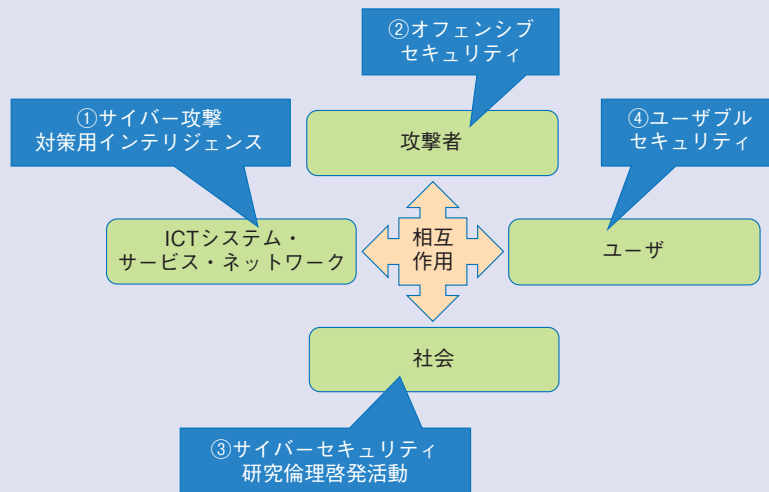 ②オフェンシブ
セキュリティ
①サイバー攻撃
対策用インテリジェンス
攻撃者
④ユーザブル
セキュリティ
ICTシステム・
サービス・ネットワーク
相互
作用
ユーザ
社会
③サイバーセキュリティ
研究倫理啓発活動